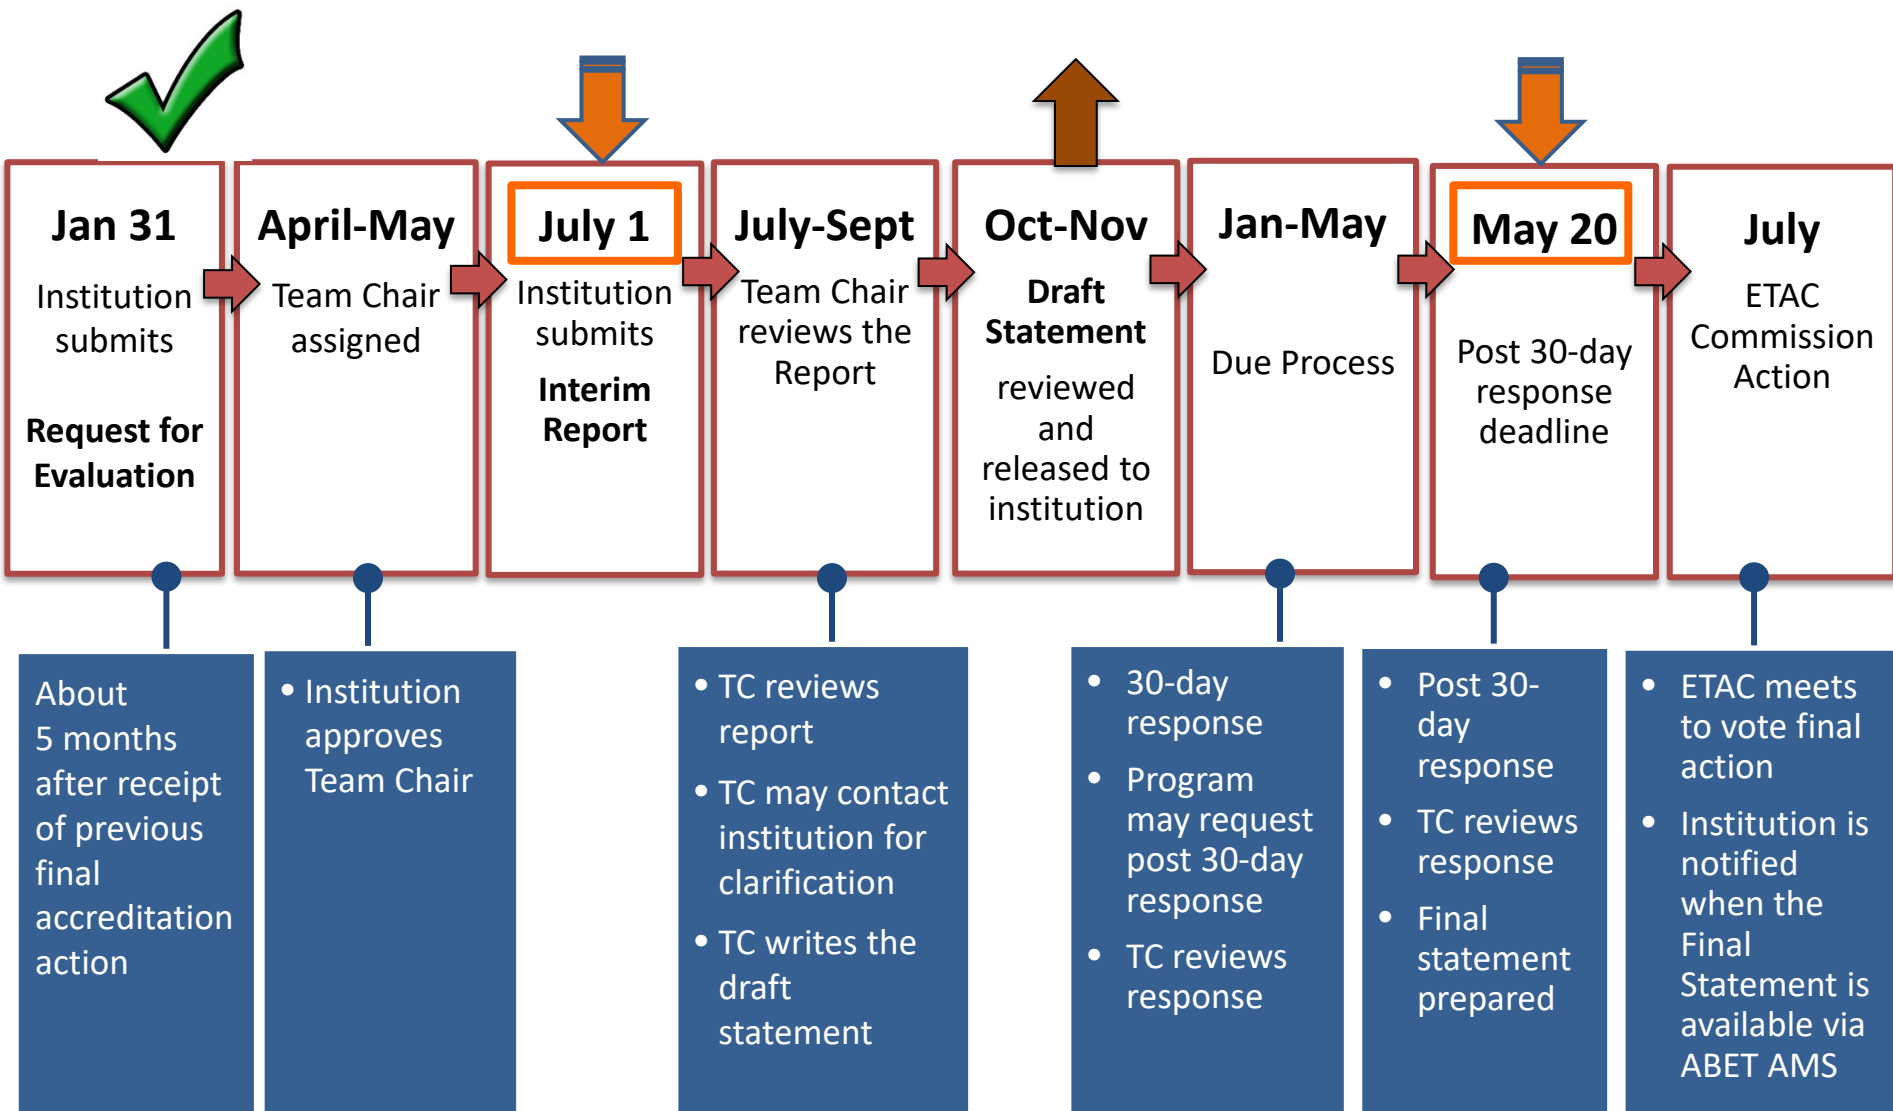 Jan 31
Institution
submits
Request for
Evaluation
April-May
Team Chair
assigned
July 1
Institution
submits
Interim
Report
July-Sept
Team Chair
reviews the
Report
Oct-Nov
Draft
Statement
reviewed
and
released to
institution
Jan-May
Due Process
May 20
Post 30-day
response
deadline
July
ETAC
Commission
Action
About
5 months
after receipt
of previous
final
accreditation
action
• Institution
approves
Team Chair
• TC reviews
report
• TC may contact
institution for
clarification
• TC writes the
draft
statement
• 30-day
response
• Program
may request
post 30-day
response
• TC reviews
response
• Post 30-
day
response
• TC reviews
response
• Final
statement
prepared
• ETAC meets
to vote final
action
• Institution is
notified
when the
Final
Statement is
available via
ABET AMS